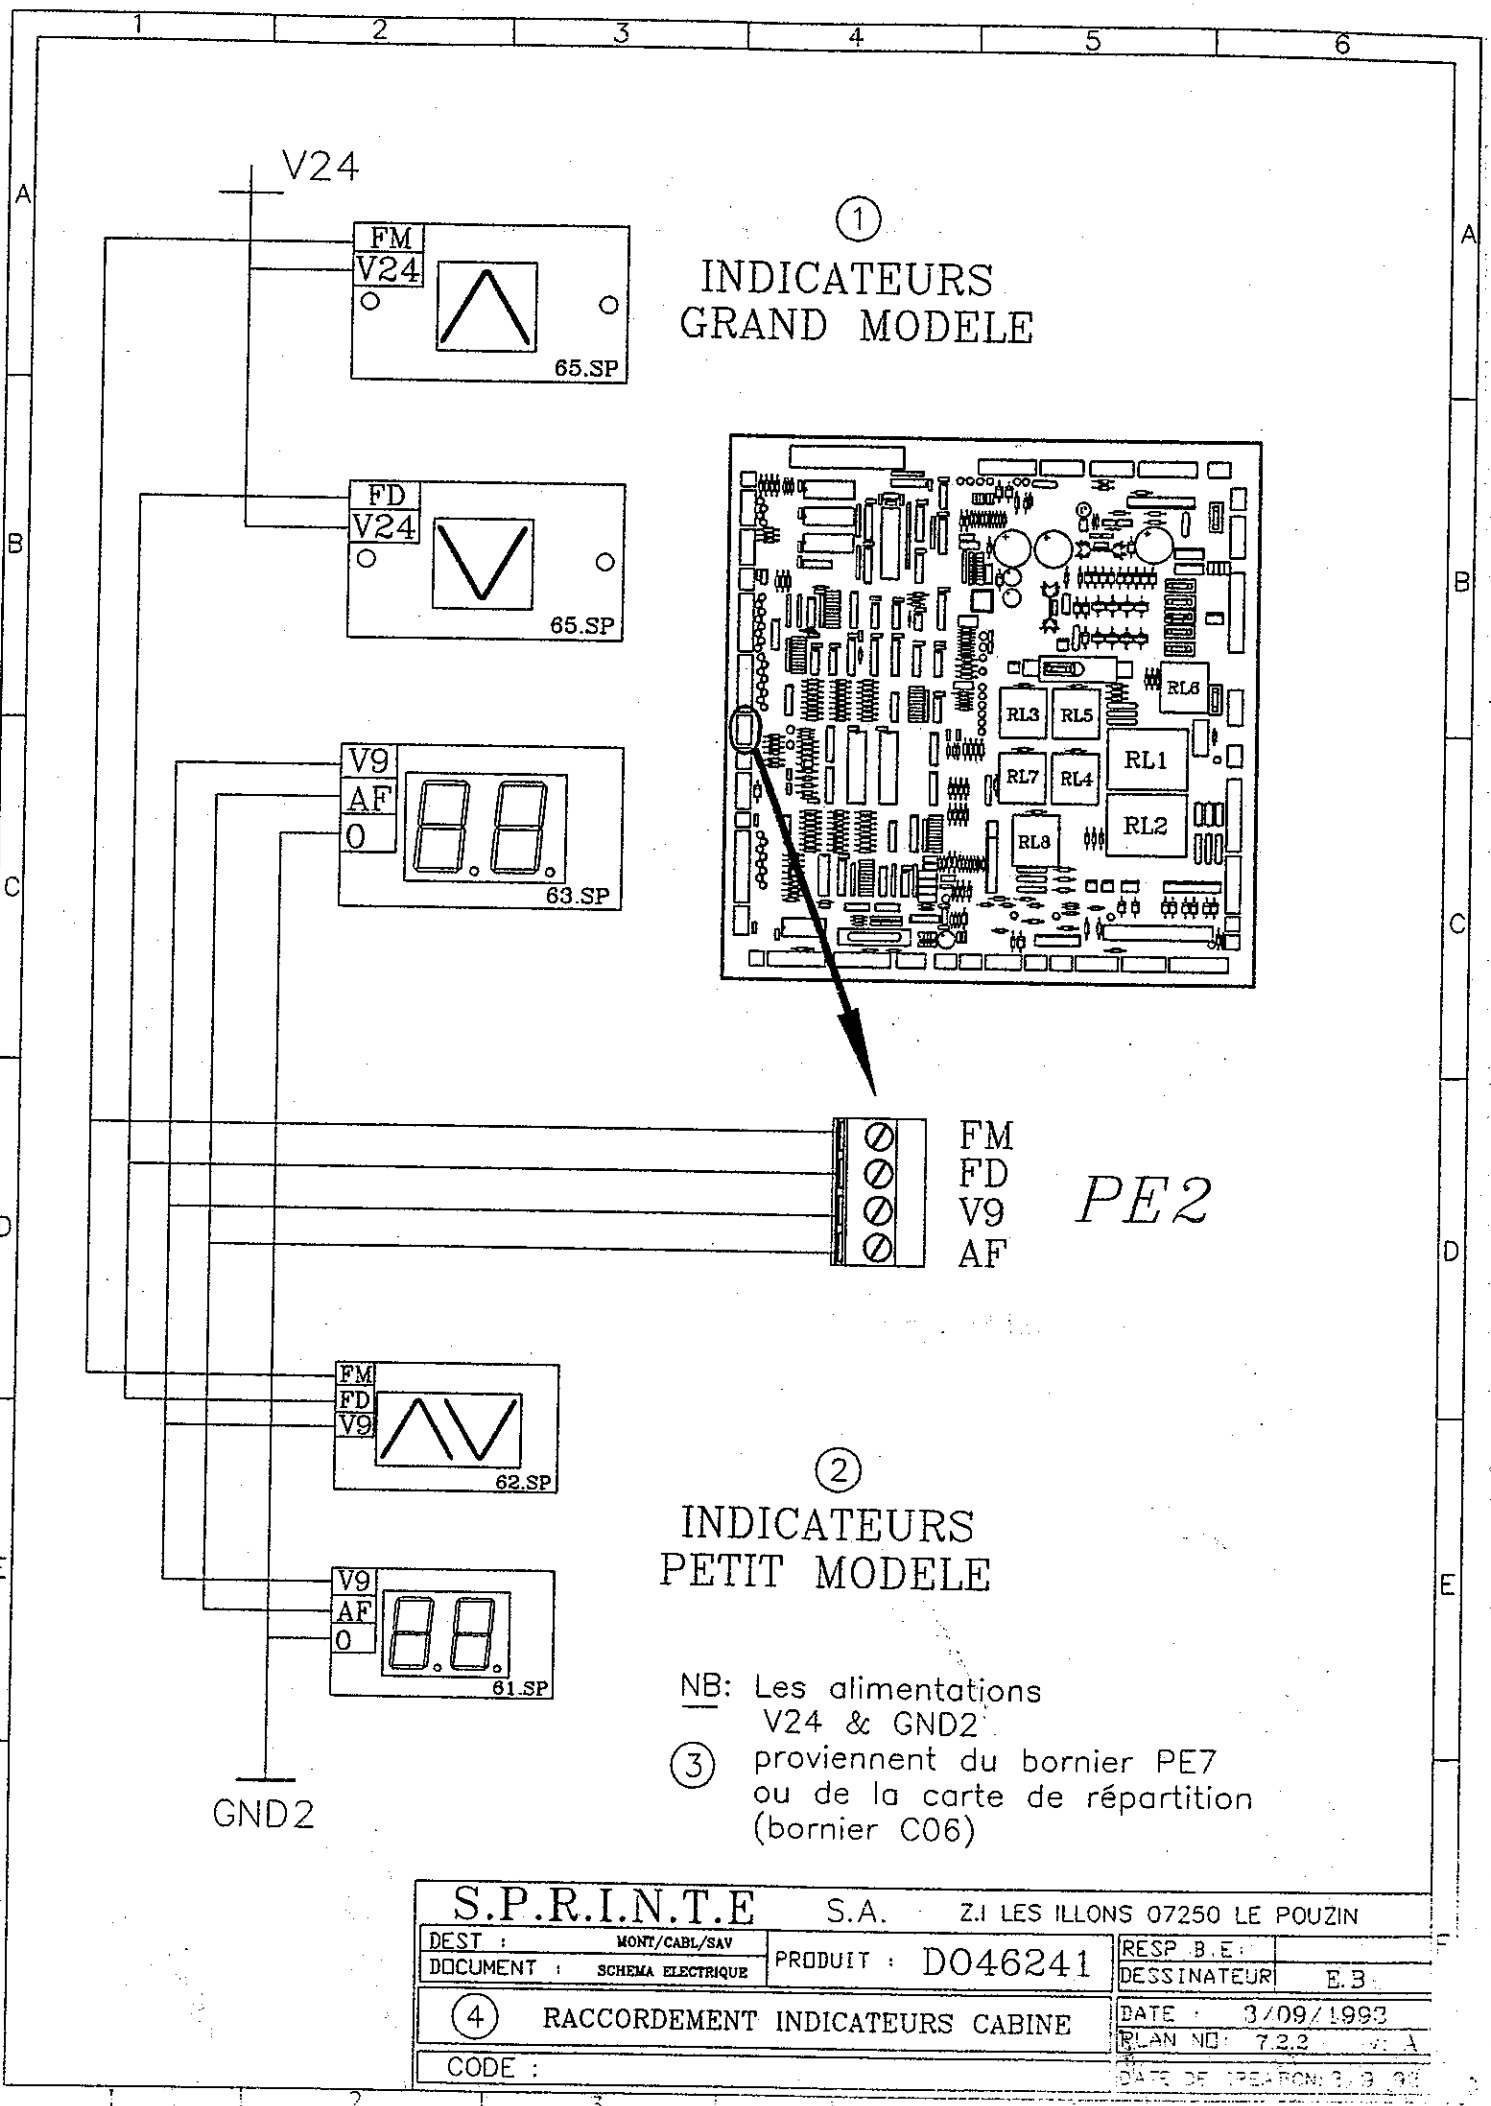 1 2 3 4 5 6
A
A
V24
FM
V24
65.SP
1
INDICATEURS
GRAND MODELE
B
B
FD
V24
65.SP
RL6
RL3 RL5
RL1
RL7 RL4
RL2
RL8
V9
AF
0
63.SP
C
C
FM
FD
V9
AF
PE2
D
D
FM
FD
V9
62.SP
2
INDICATEURS
PETIT MODELE
E
V9
AF
0
61.SP
GND2
NB: Les alimentations
V24 & GND2
3 proviennent du bornier PE7
ou de la carte de répartition
(bornier C06)
S.P.R.I.N.T.E S.A. Z.I LES ILLONS 07250 LE POUZIN
DEST : MONT/CABL/SAV
DOCUMENT : SCHEMA ELECTRIQUE
PRODUIT : DO46241
RESP B.E:
DESSINATEUR E.B
F
4 RACCORDEMENT INDICATEURS CABINE
DATE : 3/09/1993
PLAN NO: 7.2.2 A
CODE :
DATE DE
1 2 3